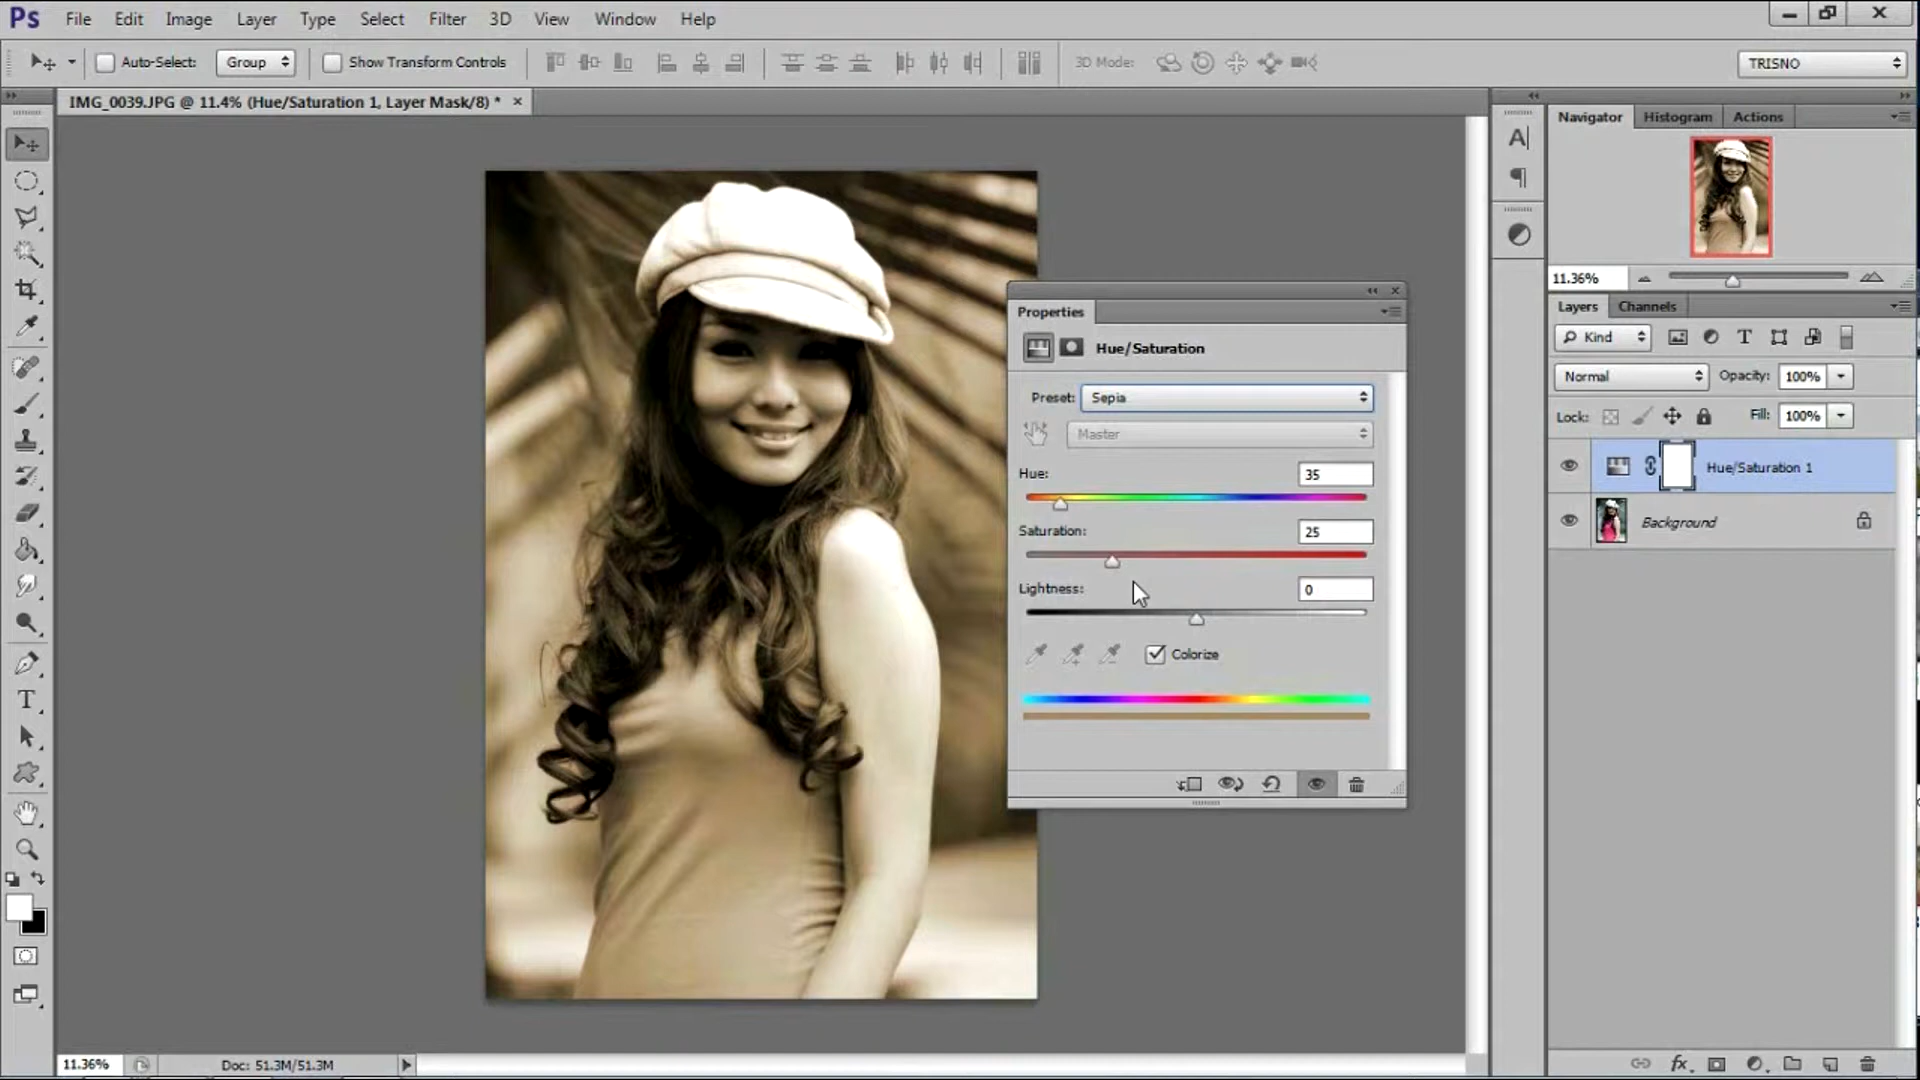 Ps File Edit Image Layer Type Select Filter 3D View Window Help
Auto-Select: Group Show Transform Controls 3D Mode: TRISNO
IMG_0039.JPG @ 11.4% (Hue/Saturation 1, Layer Mask/8) * ×
Navigator Histogram Actions
11.36%
Layers Channels
Kind
Normal Opacity: 100%
Lock: Fill: 100%
Hue/Saturation 1
Background
Properties
Hue/Saturation
Preset: Sepia
Master
Hue: 35
Saturation: 25
Lightness: 0
Colorize
11.36% Doc: 51.3M/51.3M